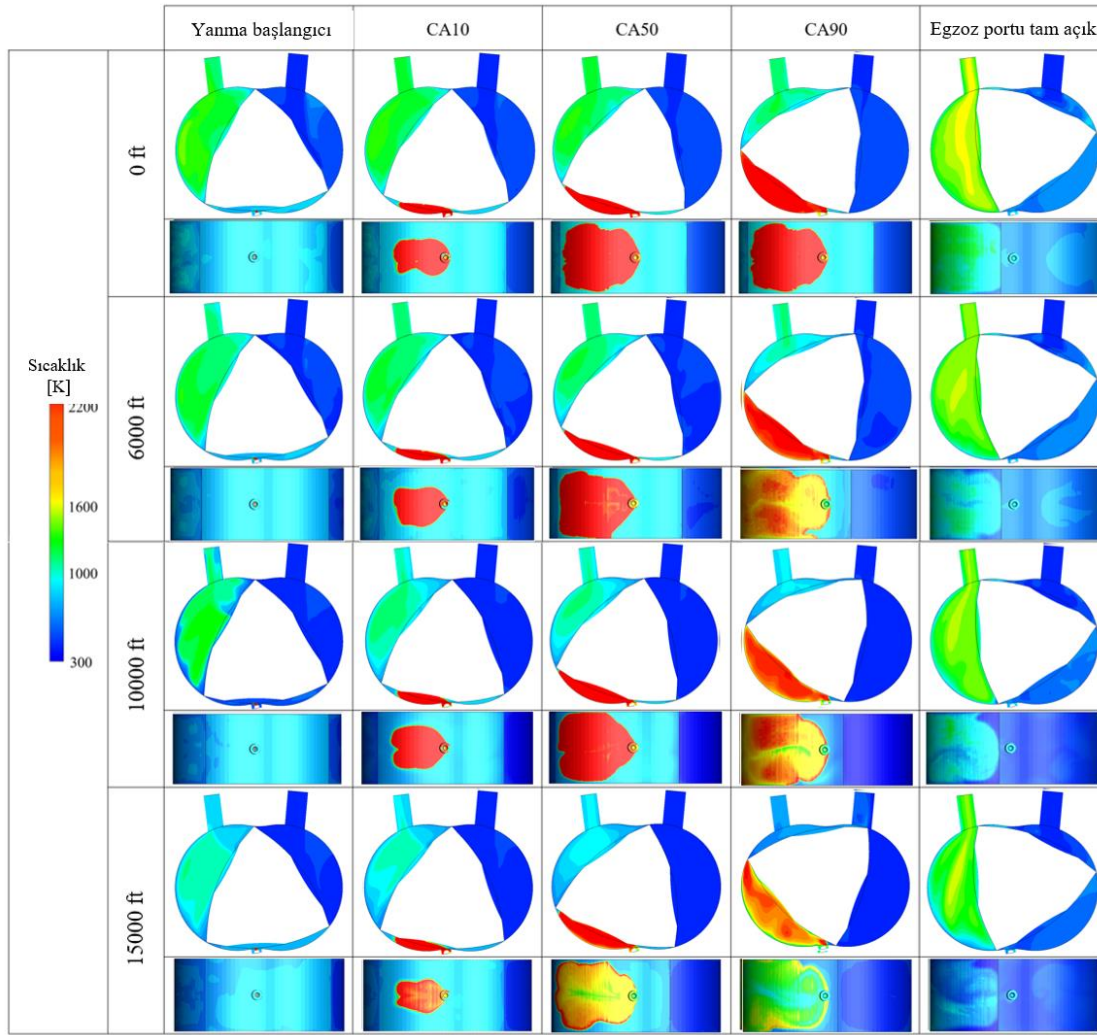 Yanma başlangıcı CA10 CA50 CA90 Egzoz portu tam açık
0 ft
6000 ft
Sıcaklık
[K]
2200
1600
1000
300
10000 ft
15000 ft